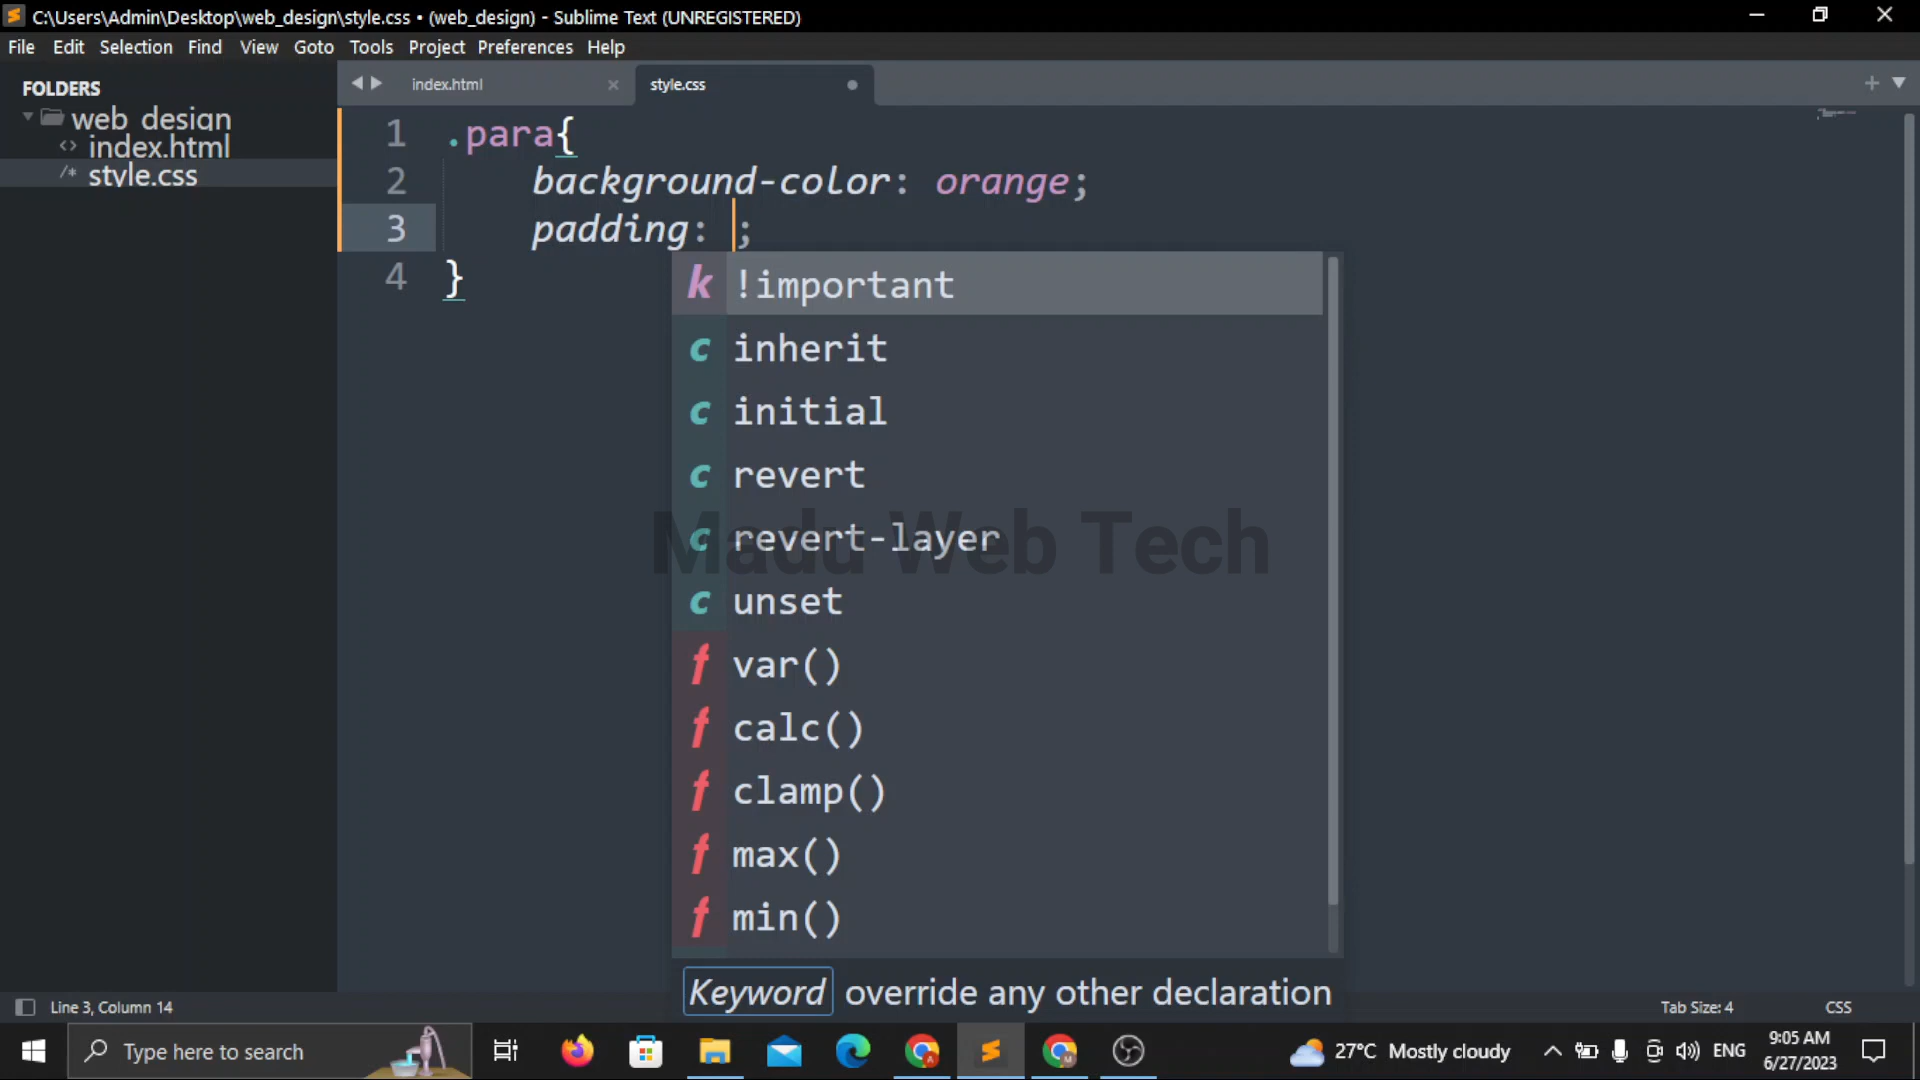 C:\Users\Admin\Desktop\web_design\style.css • (web_design) - Sublime Text (UNREGISTERED)
File Edit Selection Find View Goto Tools Project Preferences Help
FOLDERS
web_design
<> index.html
/* style.css
index.html × style.css
1 .para{
2 background-color: orange;
3 padding: ;
4 }
k !important
c inherit
c initial
c revert
c revert-layer
Madu Web Tech
c unset
f var()
f calc()
f clamp()
f max()
f min()
Keyword override any other declaration
Line 3, Column 14 Tab Size: 4 CSS
Type here to search 27°C Mostly cloudy ENG 9:05 AM
6/27/2023